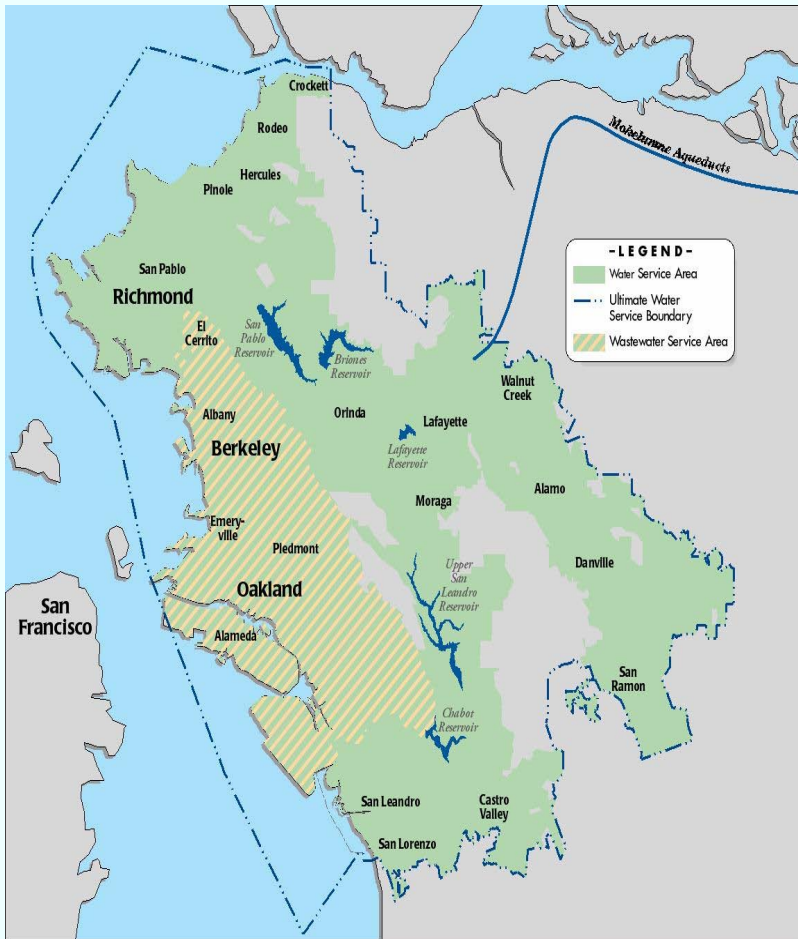 Crockett
Rodeo
Mokelumne Aqueducts
Hercules
Pinole
-LEGEND-
Water Service Area
Ultimate Water
Service Boundary
Wastewater Service Area
San Pablo
Richmond
El
Cerrito
San
Pablo
Reservoir
Briones
Reservoir
Walnut
Creek
Albany
Orinda
Lafayette
Berkeley
Lafayette
Reservoir
Alamo
Moraga
Emery-
ville
Piedmont
Danville
Upper
San
Leandro
Reservoir
Oakland
San
Francisco
Alameda
San
Ramon
Chabot
Reservoir
San Leandro
Castro
Valley
San Lorenzo